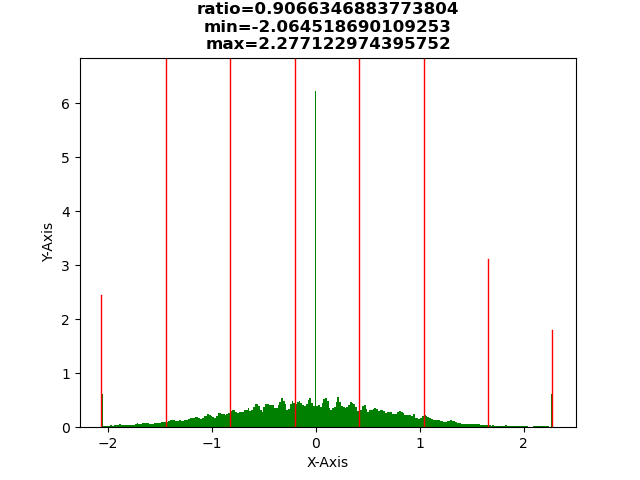 ratio=0.9066346883773804
min=-2.064518690109253
max=2.277122974395752
6
5
4
3
2
1
0
Y-Axis
−2
−1
0
1
2
X-Axis